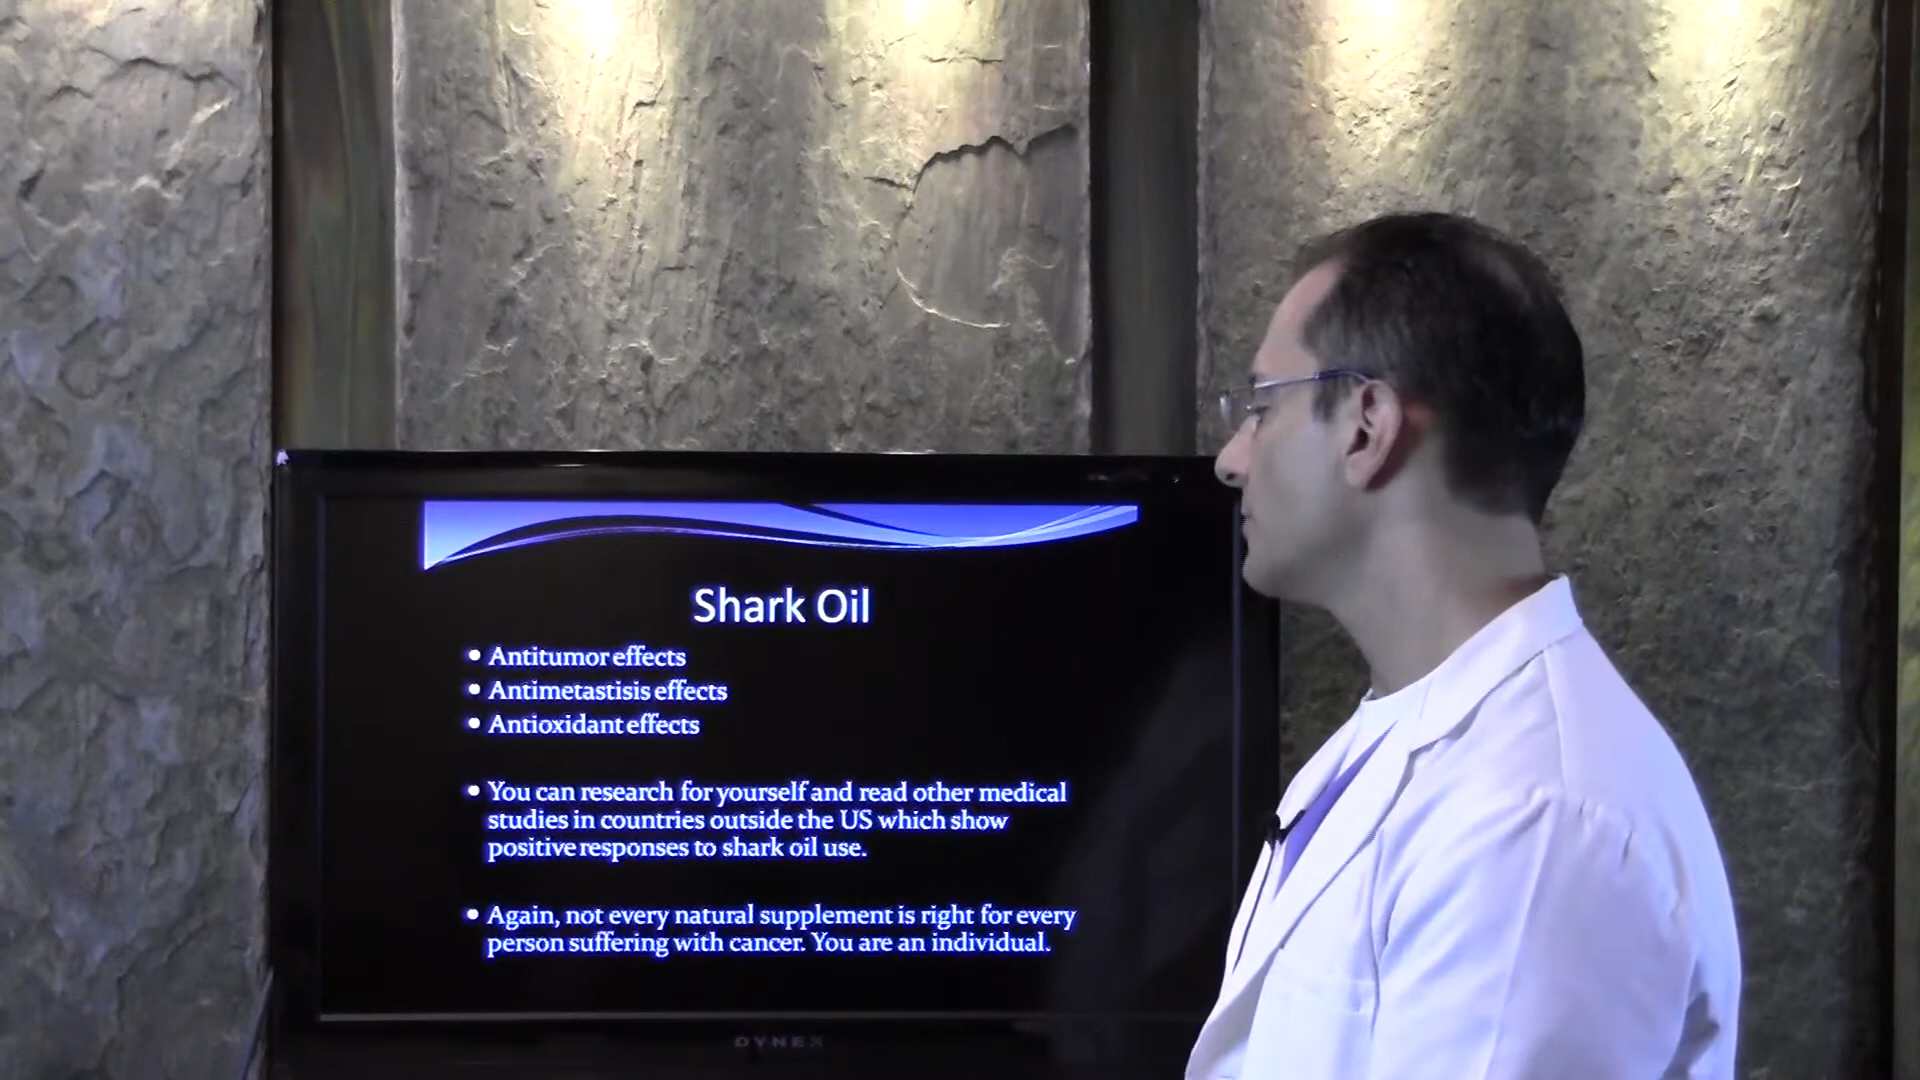 Shark Oil
• Antitumor effects
• Antimetastisis effects
• Antioxidant effects
• You can research for yourself and read other medical
studies in countries outside the US which show
positive responses to shark oil use.
• Again, not every natural supplement is right for every
person suffering with cancer. You are an individual.
DYNEX